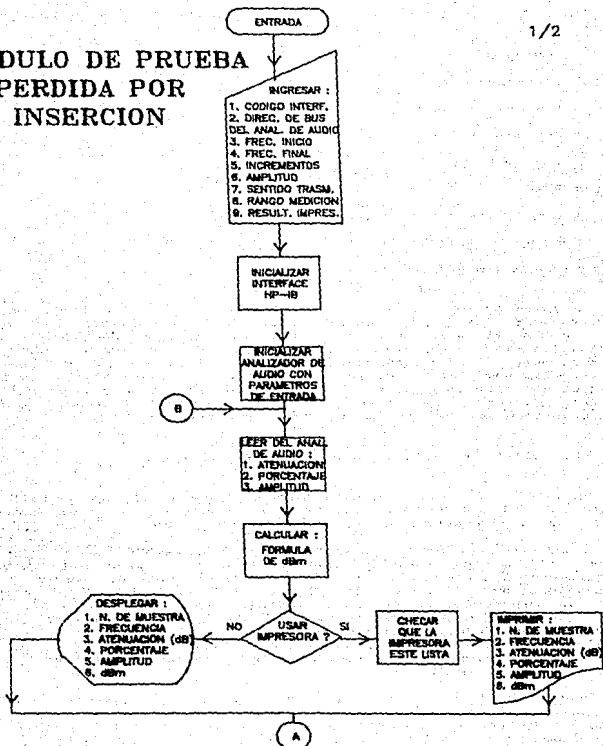 ENTRADA
1/2
DULO DE PRUEBA
PERDIDA POR
INSERCION
INGRESAR :
1. CODIGO INTERF.
2. DIREC. DE BUS
DEL ANAL. DE AUDIO
3. FREC. INICIO
4. FREC. FINAL
5. INCREMENTOS
6. AMPLITUD
7. SENTIDO TRASM.
8. RANGO MEDICION
9. RESULT. IMPRES.
INICIALIZAR
INTERFACE
HP-IB
INICIALIZAR
ANALIZADOR DE
AUDIO CON
PARAMETROS
DE ENTRADA
B
LEER DEL ANAL.
DE AUDIO :
1. ATENUACION
2. PORCENTAJE
3. AMPLITUD
CALCULAR :
FORMULA
DE dBm
DESPLEGAR :
1. N. DE MUESTRA
2. FRECUENCIA
3. ATENUACION (dB)
4. PORCENTAJE
5. AMPLITUD
6. dBm
NO
USAR
IMPRESORA ?
SI
CHECAR
QUE LA
IMPRESORA
ESTE LISTA
IMPRIMIR :
1. N. DE MUESTRA
2. FRECUENCIA
3. ATENUACION (dB)
4. PORCENTAJE
5. AMPLITUD
6. dBm
A